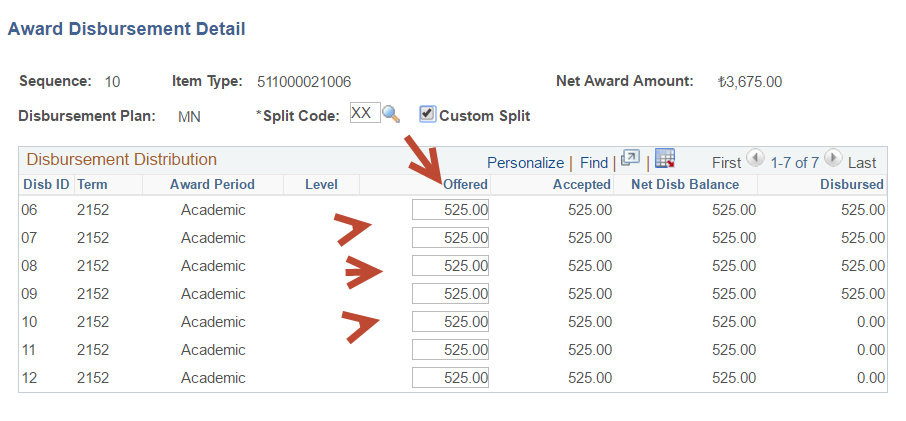 Award Disbursement Detail
Sequence: 10 Item Type: 511000021006 Net Award Amount: ₺3,675.00
Disbursement Plan: MN *Split Code: XX Custom Split
Disbursement Distribution Personalize | Find | | First 1-7 of 7 Last
Disb ID Term Award Period Level Offered Accepted Net Disb Balance Disbursed
06 2152 Academic 525.00 525.00 525.00 525.00
07 2152 Academic 525.00 525.00 525.00 525.00
08 2152 Academic 525.00 525.00 525.00 525.00
09 2152 Academic 525.00 525.00 525.00 525.00
10 2152 Academic 525.00 525.00 525.00 0.00
11 2152 Academic 525.00 525.00 525.00 0.00
12 2152 Academic 525.00 525.00 525.00 0.00